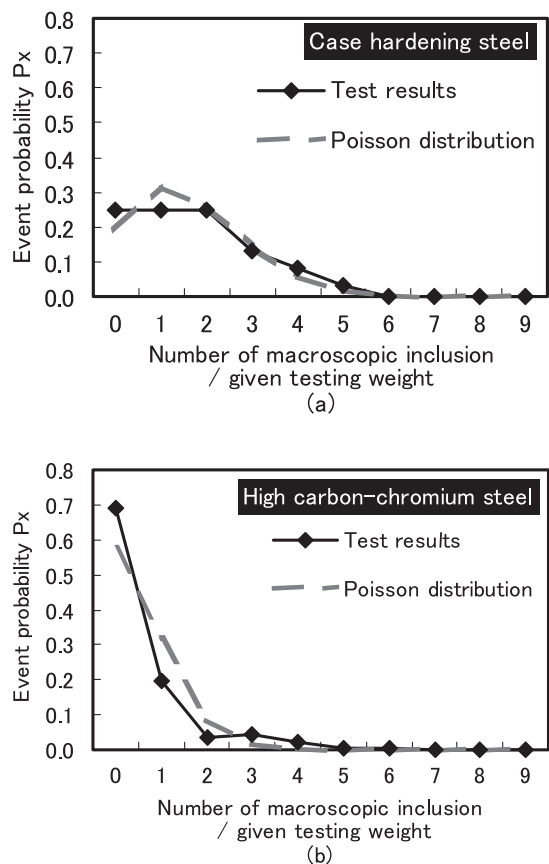 0.8
0.7
0.6
0.5
0.4
0.3
0.2
0.1
0.0
Event probability Px
Case hardening steel
Test results
Poisson distribution
0 1 2 3 4 5 6 7 8 9
Number of macroscopic inclusion
/ given testing weight
(a)
0.8
0.7
0.6
0.5
0.4
0.3
0.2
0.1
0.0
Event probability Px
High carbon-chromium steel
Test results
Poisson distribution
0 1 2 3 4 5 6 7 8 9
Number of macroscopic inclusion
/ given testing weight
(b)